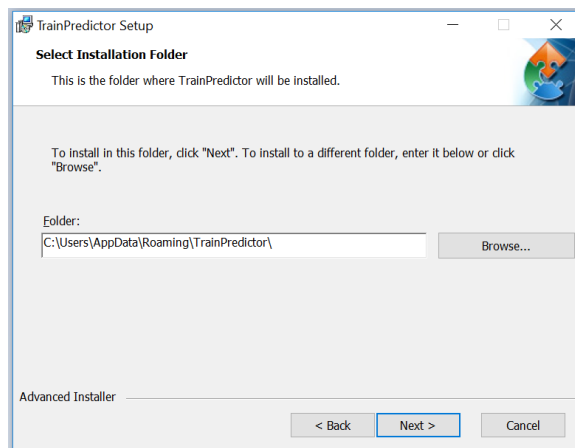 TrainPredictor Setup
Select Installation Folder
This is the folder where TrainPredictor will be installed.
To install in this folder, click "Next". To install to a different folder, enter it below or click
"Browse".
Folder:
C:\Users\AppData\Roaming\TrainPredictor\
Browse...
Advanced Installer
< Back
Next >
Cancel